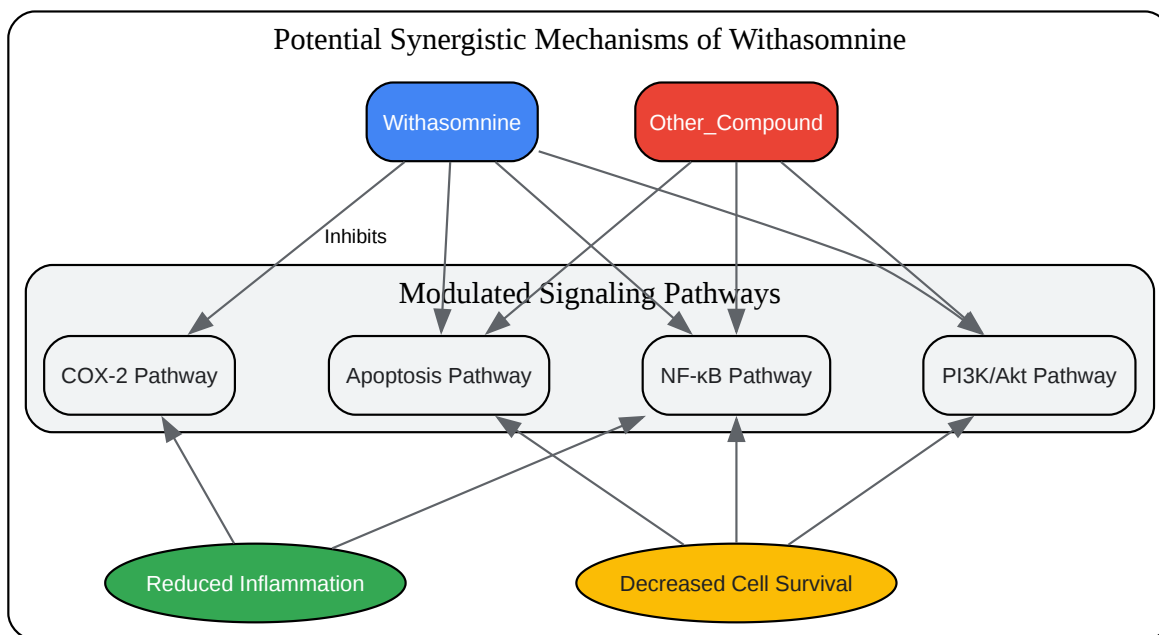 Potential Synergistic Mechanisms of Withasomnine
Withasomnine
Other_Compound
Inhibits
Modulated Signaling Pathways
COX-2 Pathway
Apoptosis Pathway
NF-κB Pathway
PI3K/Akt Pathway
Reduced Inflammation
Decreased Cell Survival